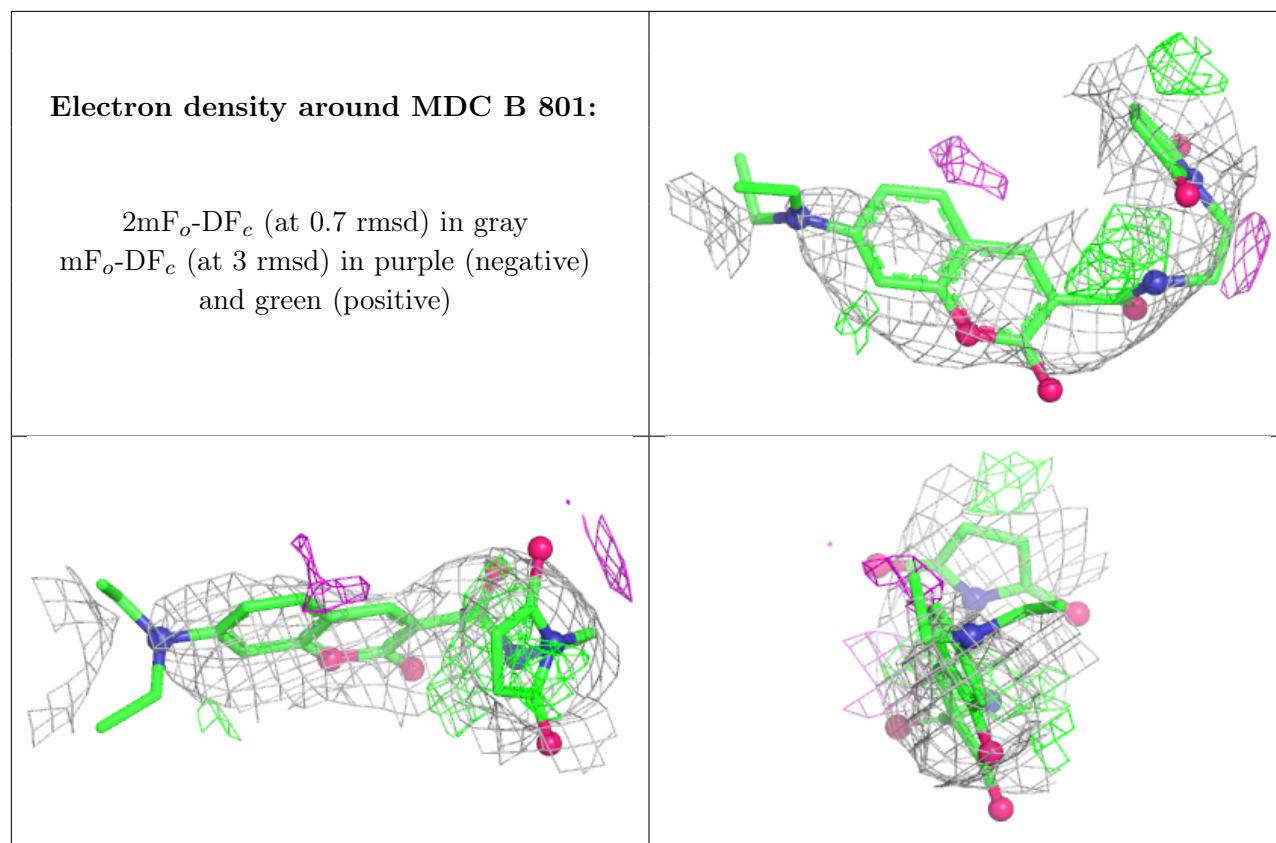 Electron density around MDC B 801:
2mFo-DFc (at 0.7 rmsd) in gray
mFo-DFc (at 3 rmsd) in purple (negative)
and green (positive)